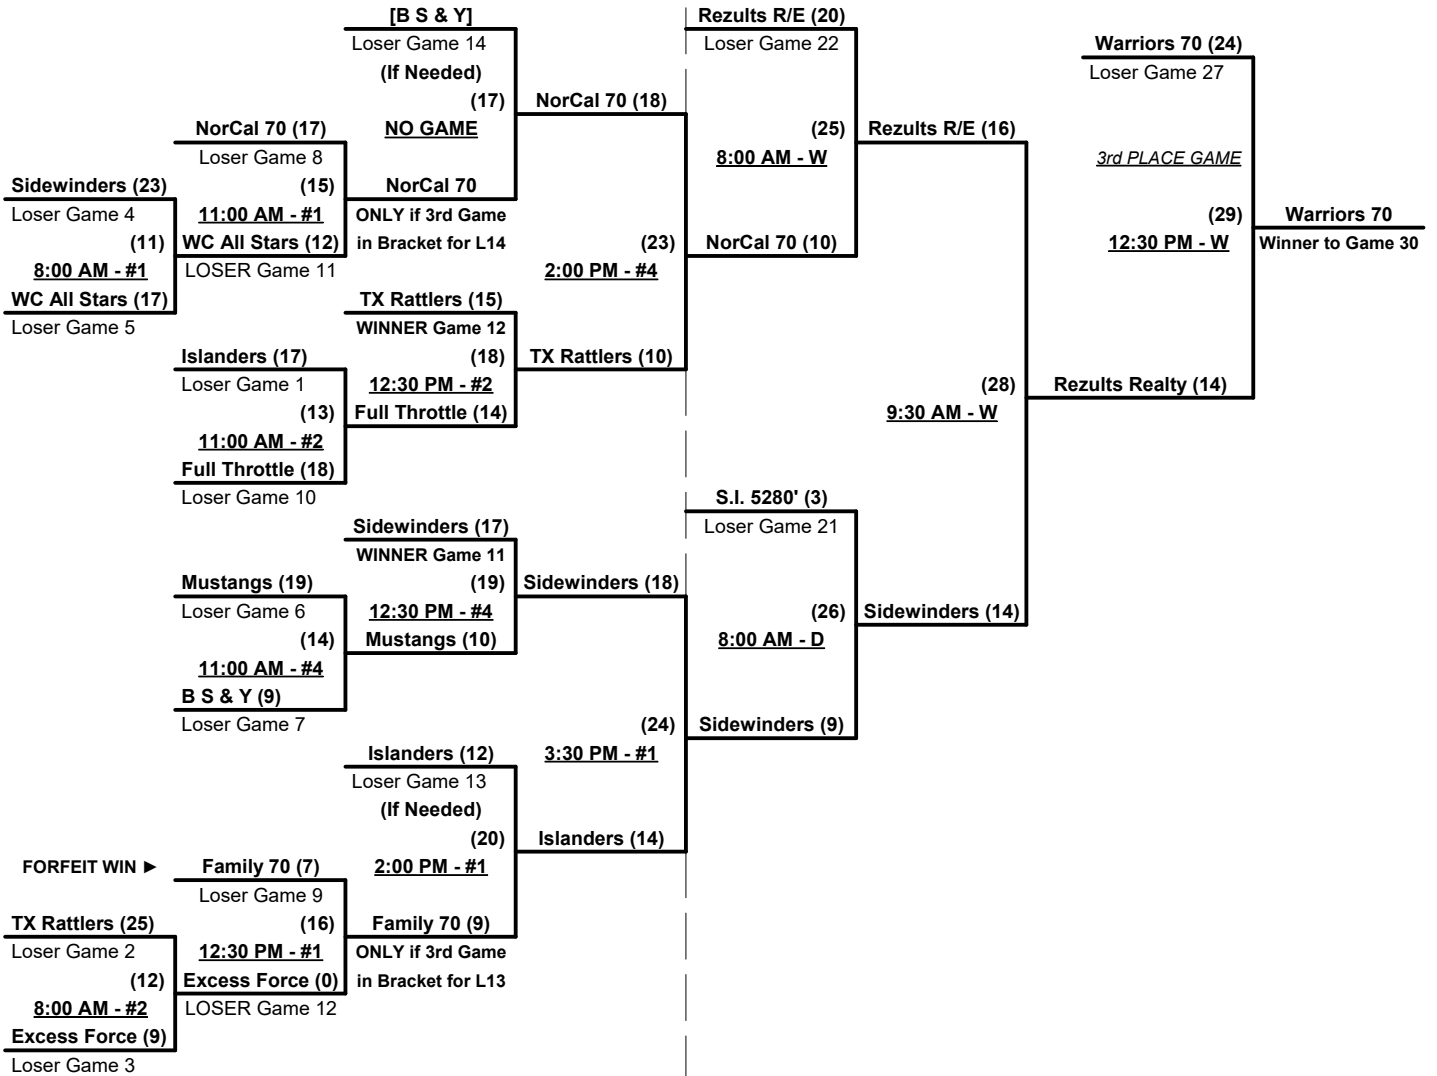 [B S & Y]
Loser Game 14
(If Needed)
(17)
NO GAME
NorCal 70 (17)
Loser Game 8
(15)
11:00 AM - #1
WC All Stars (12)
LOSER Game 11
Sidewinders (23)
Loser Game 4
(11)
8:00 AM - #1
WC All Stars (17)
Loser Game 5
NorCal 70
ONLY if 3rd Game
in Bracket for L14
NorCal 70 (18)
(23)
2:00 PM - #4
TX Rattlers (15)
WINNER Game 12
(18)
12:30 PM - #2
Full Throttle (14)
TX Rattlers (10)
Islanders (17)
Loser Game 1
(13)
11:00 AM - #2
Full Throttle (18)
Loser Game 10
Sidewinders (17)
WINNER Game 11
(19)
12:30 PM - #4
Mustangs (10)
Sidewinders (18)
Mustangs (19)
Loser Game 6
(14)
11:00 AM - #4
B S & Y (9)
Loser Game 7
(24)
3:30 PM - #1
Islanders (12)
Loser Game 13
(If Needed)
(20)
2:00 PM - #1
Islanders (14)
FORFEIT WIN ►
Family 70 (7)
Loser Game 9
(16)
12:30 PM - #1
Excess Force (0)
LOSER Game 12
Family 70 (9)
ONLY if 3rd Game
in Bracket for L13
TX Rattlers (25)
Loser Game 2
(12)
8:00 AM - #2
Excess Force (9)
Loser Game 3
Rezults R/E (20)
Loser Game 22
(25)
8:00 AM - W
NorCal 70 (10)
Rezults R/E (16)
S.I. 5280' (3)
Loser Game 21
(26)
8:00 AM - D
Sidewinders (9)
Sidewinders (14)
(28)
9:30 AM - W
Warriors 70 (24)
Loser Game 27
3rd PLACE GAME
(29)
12:30 PM - W
Rezults Realty (14)
Warriors 70
Winner to Game 30